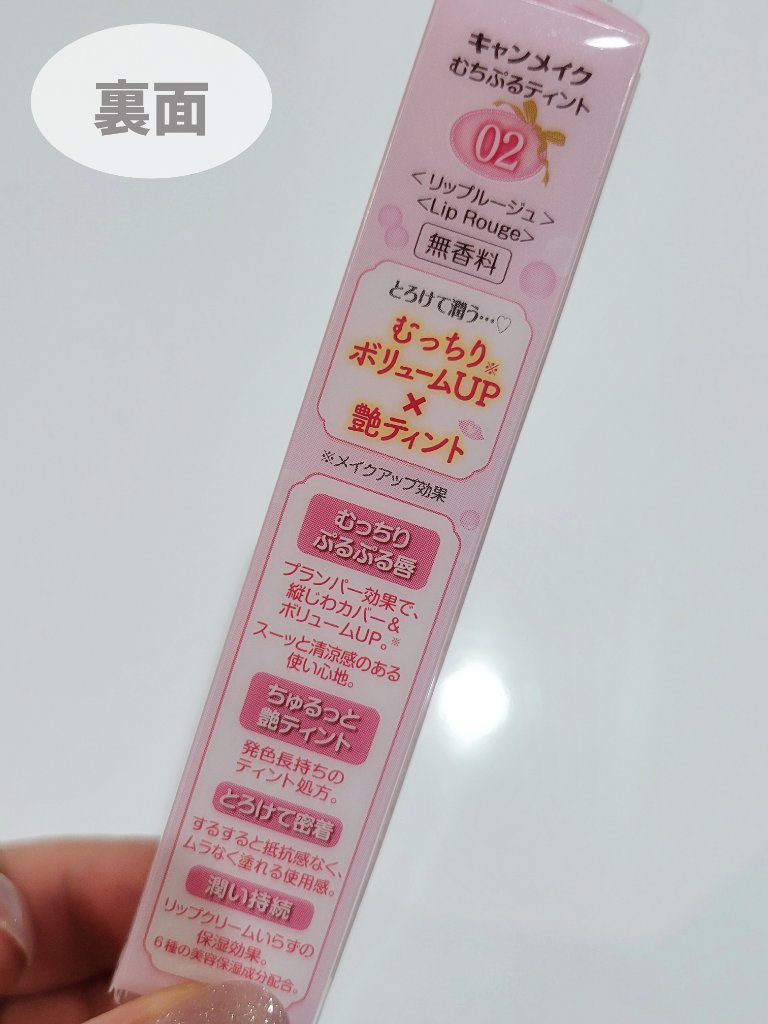 裏面
キャンメイク
むちぷるティント
02
<リップルージュ>
<Lip Rouge>
無香料
とろけて潤う…♡
むっちり※
ボリュームUP
×
艶ティント
※メイクアップ効果
むっちり
ぷるぷる唇
プランパー効果で、
縦じわカバー&
ボリュームUP。※
スーッと清涼感のある
使い心地。
ちゅるっと
艶ティント
発色長持ちの
ティント処方。
とろけて密着
するすると抵抗感なく、
ムラなく塗れる使用感。
潤い持続
リップクリームいらずの
保湿効果。
6種の美容保湿成分配合。